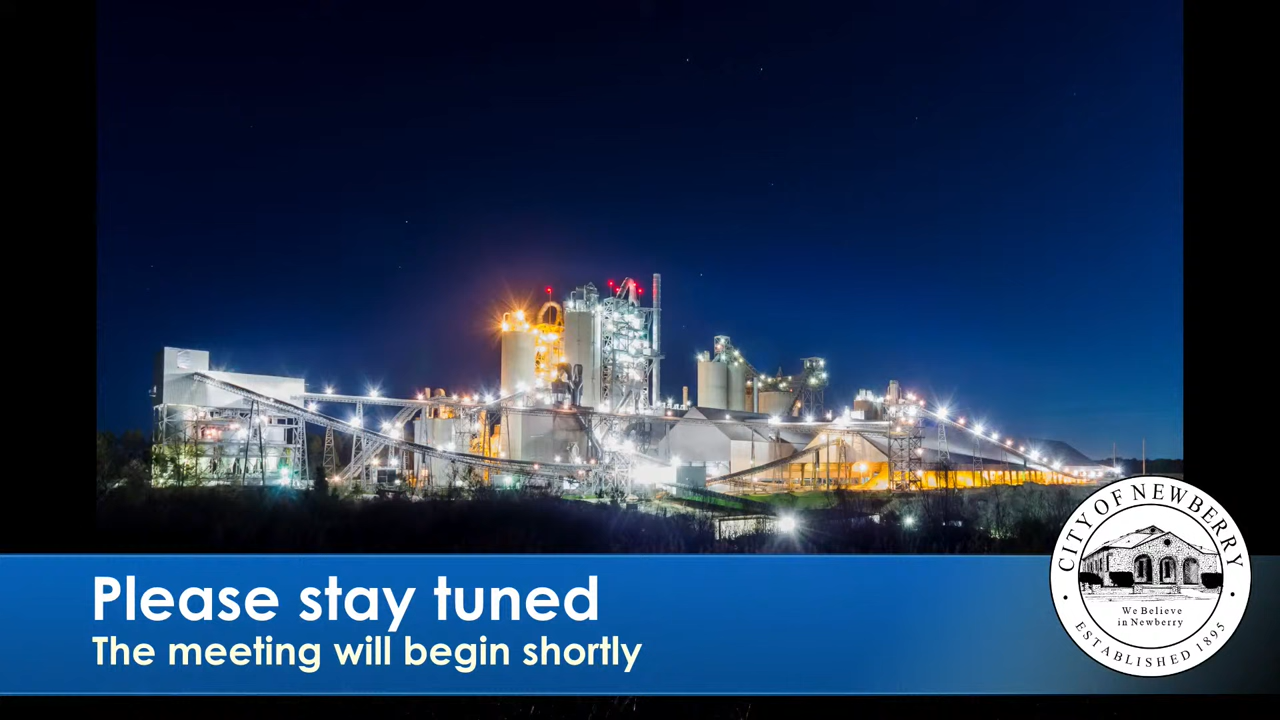 Please stay tuned
The meeting will begin shortly
CITY OF NEWBERRY
We Believe
in Newberry
ESTABLISHED 1895